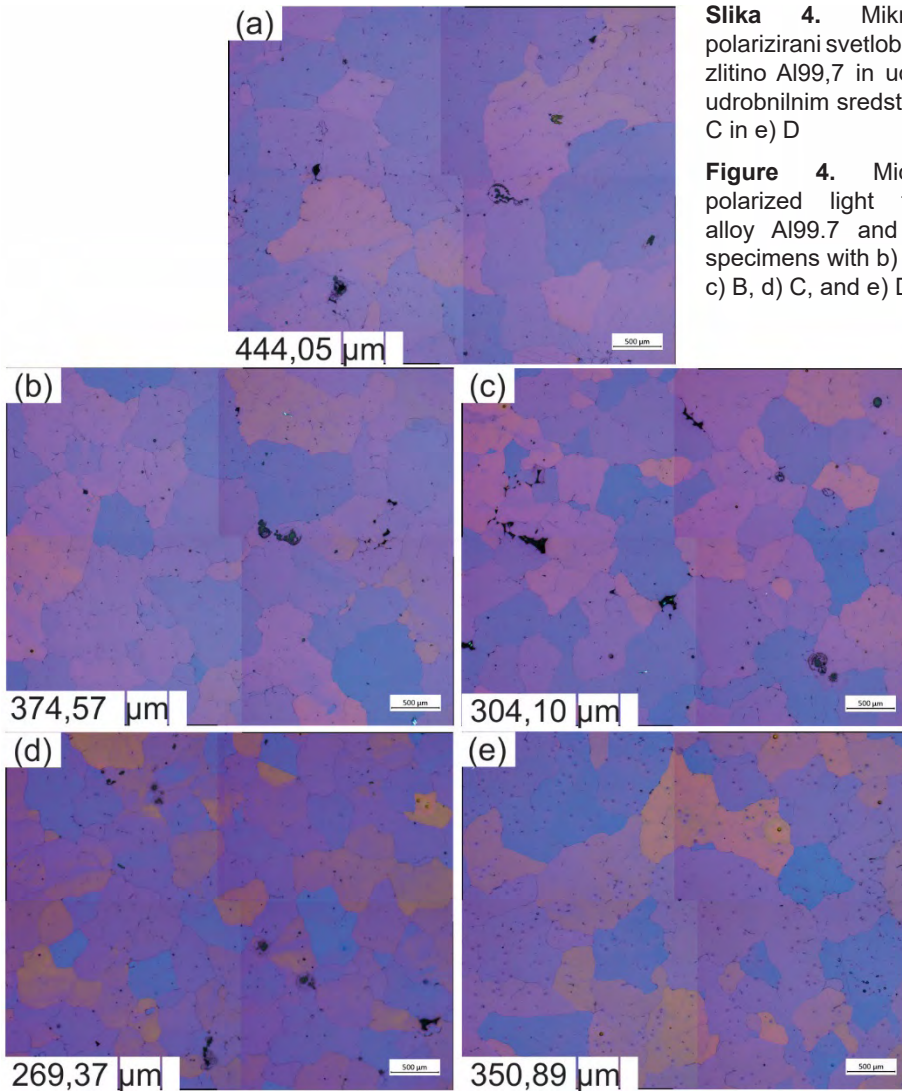 Slika 4. Mikr
polarizirani svetlob
zlitino Al99,7 in
udrobnilnim sredst
C in e) D
Figure 4. Mic
polarized light
alloy Al99.7 and
specimens with b)
c) B, d) C, and e) D
(a)
500 µm
444,05 µm
(b)
500 µm
374,57 µm
(c)
500 µm
304,10 µm
(d)
500 µm
269,37 µm
(e)
500 µm
350,89 µm